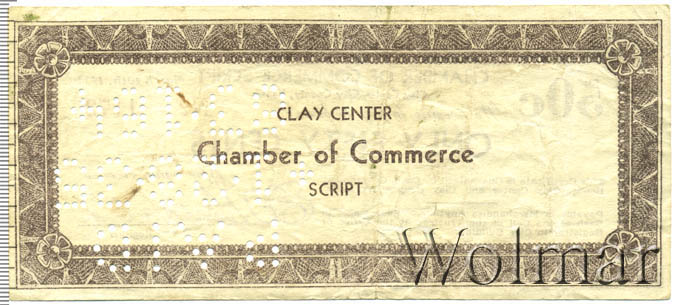 CLAY CENTER
Chamber of Commerce
SCRIPT
Wolmar